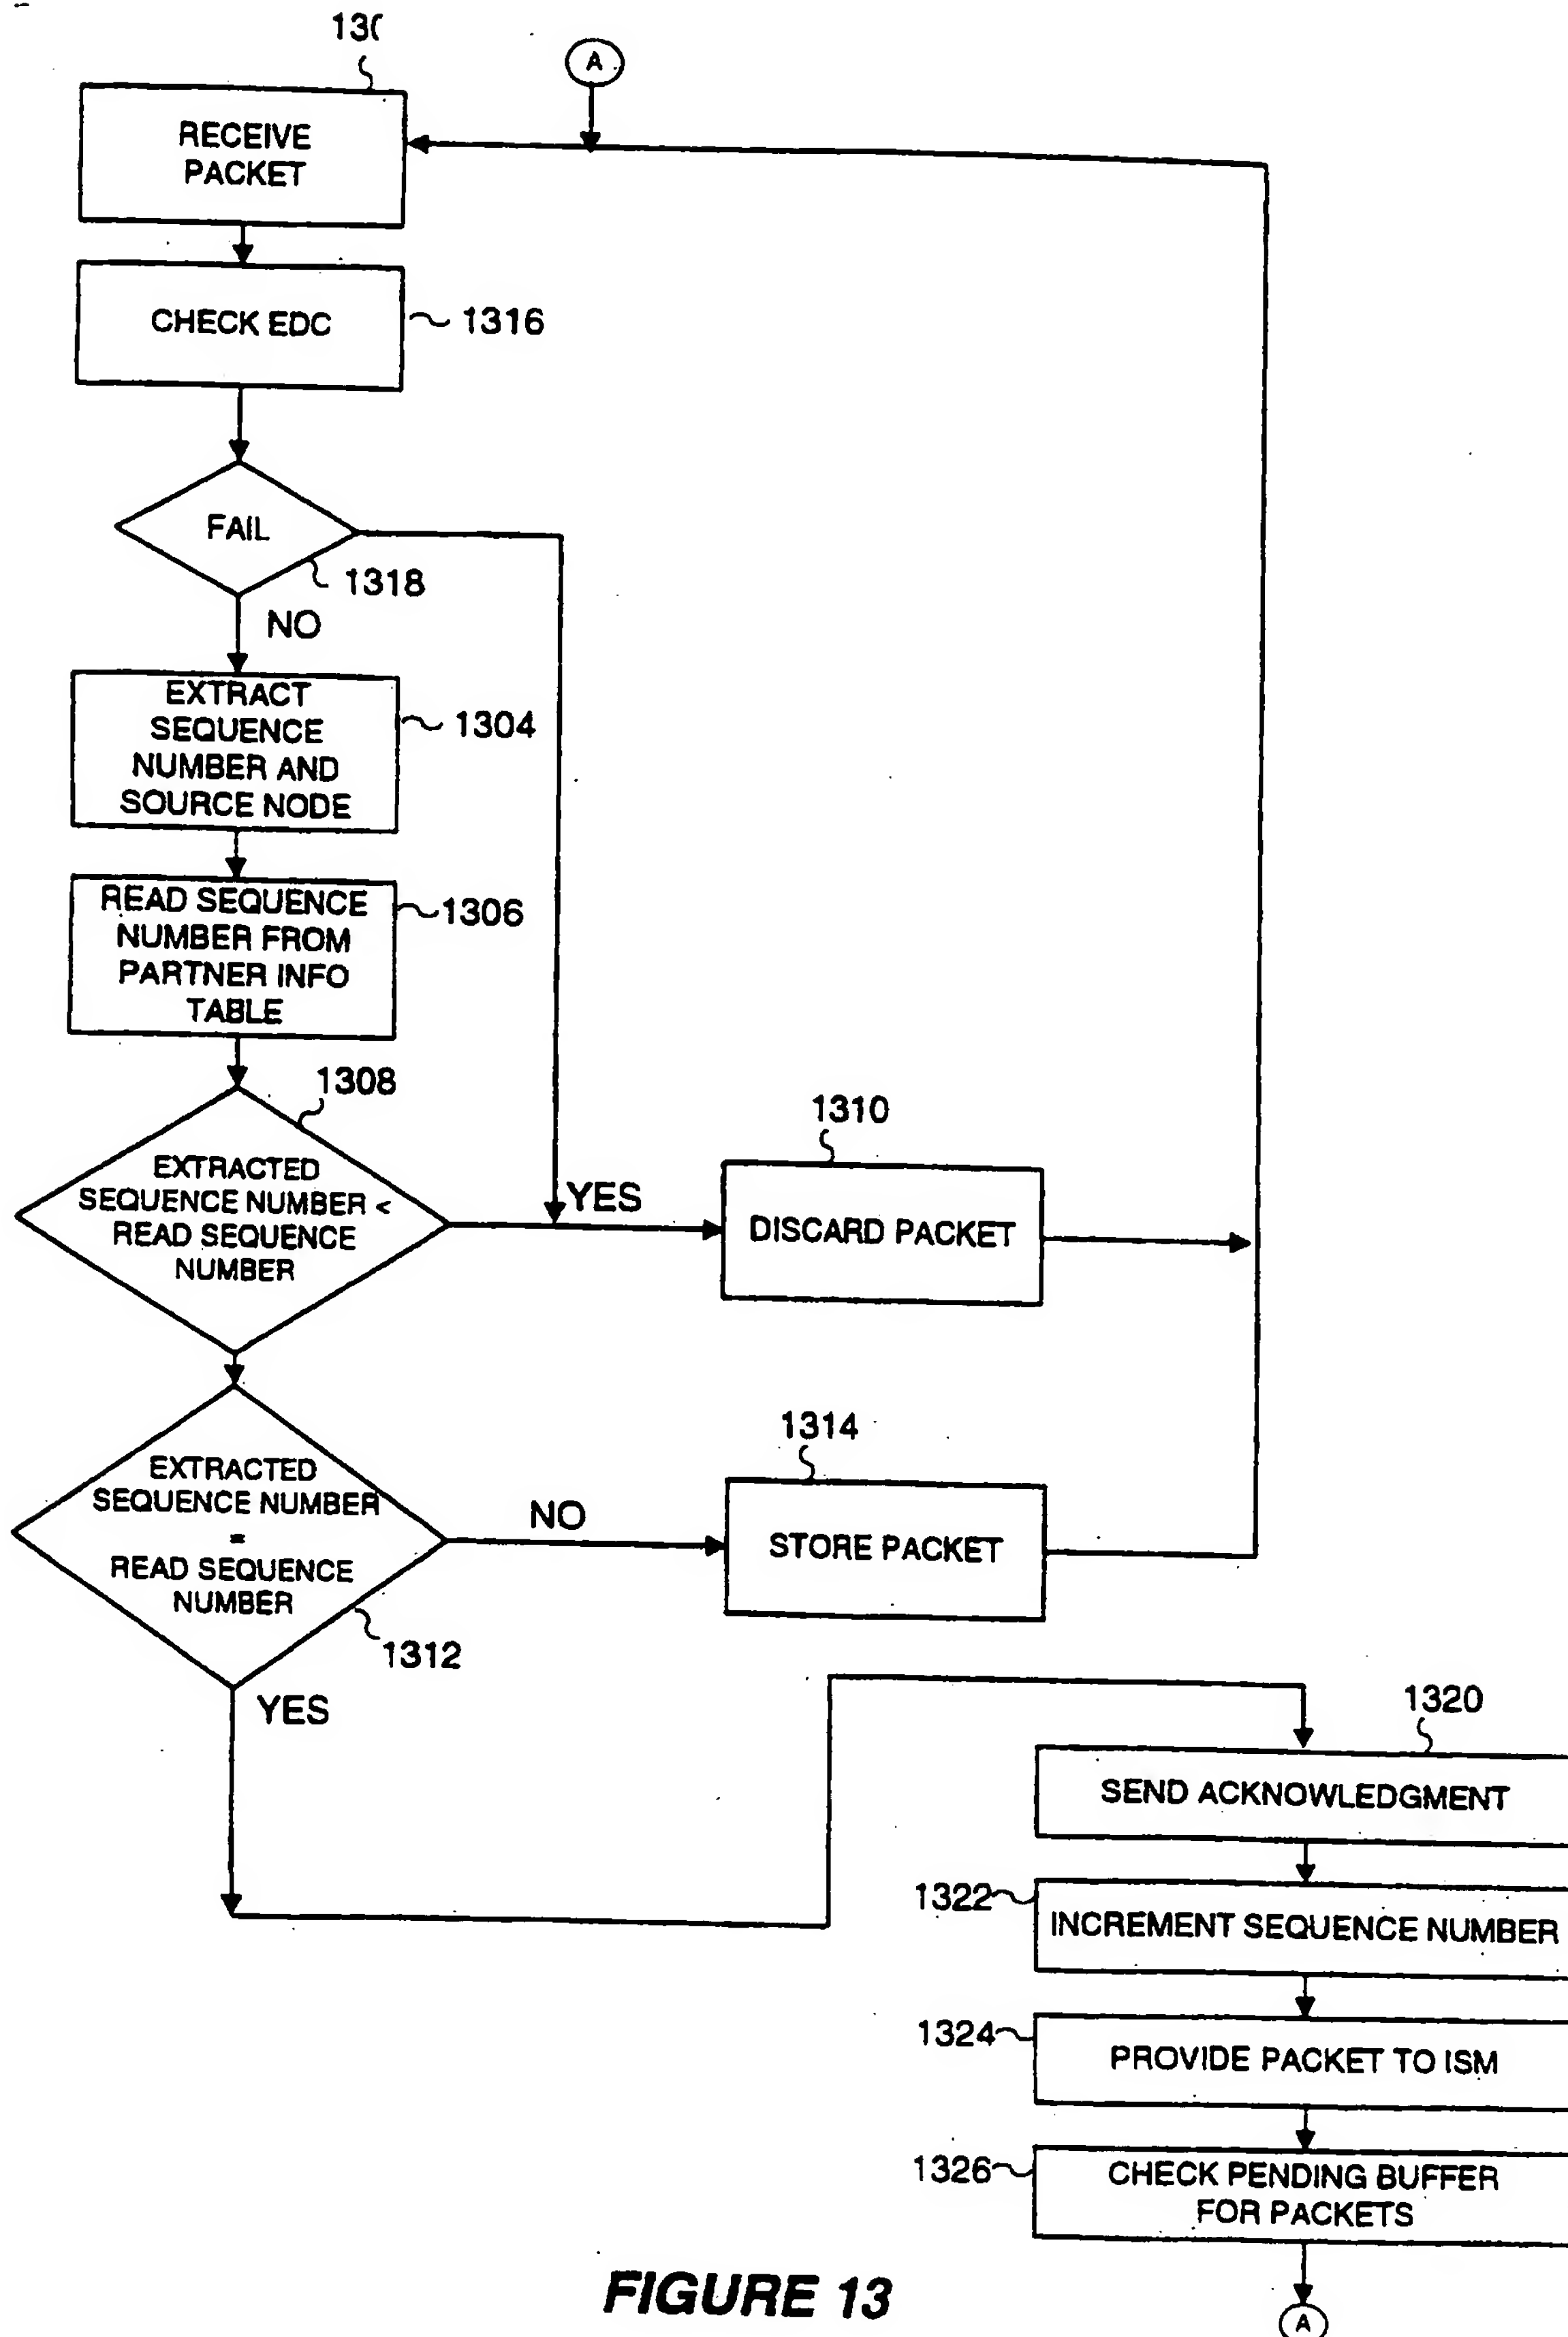 A
RECEIVE
PACKET
CHECK EDC
1316
FAIL
1318
NO
EXTRACT
SEQUENCE
NUMBER AND
SOURCE NODE
1304
READ SEQUENCE
NUMBER FROM
PARTNER INFO
TABLE
1306
1308
EXTRACTED
SEQUENCE NUMBER <
READ SEQUENCE
NUMBER
YES
1310
DISCARD PACKET
EXTRACTED
SEQUENCE NUMBER
=
READ SEQUENCE
NUMBER
1312
NO
1314
STORE PACKET
YES
1320
SEND ACKNOWLEDGMENT
1322
INCREMENT SEQUENCE NUMBER
1324
PROVIDE PACKET TO ISM
1326
CHECK PENDING BUFFER
FOR PACKETS
A
FIGURE 13